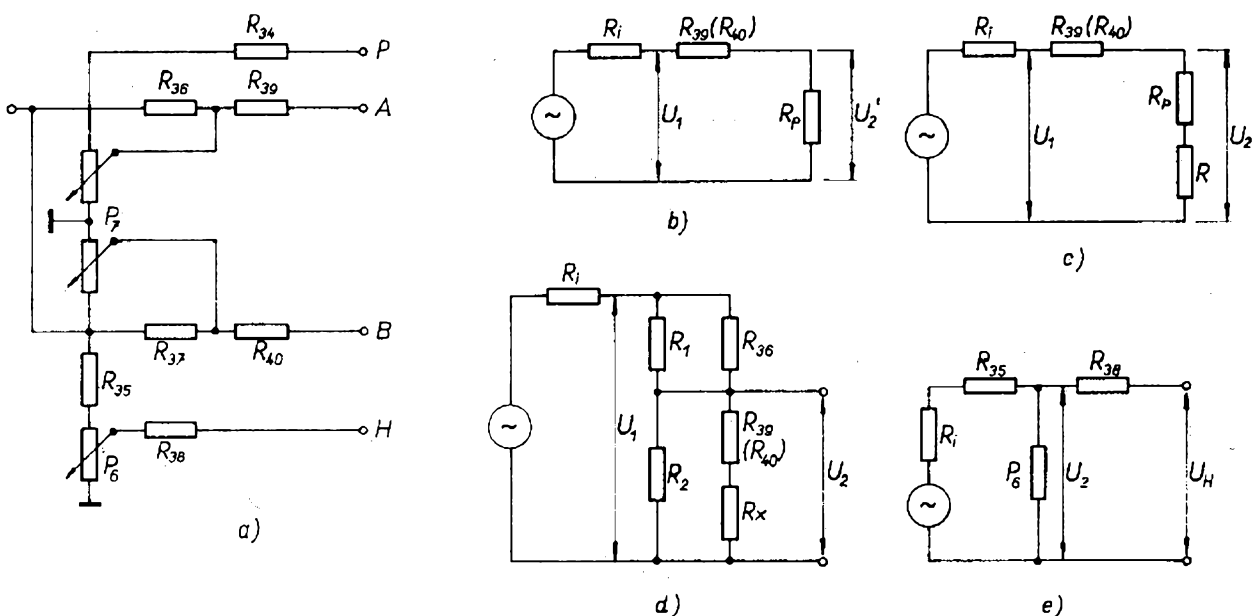 R34
P
R36
R39
A
P7
R37
R40
B
R35
R38
H
P6
a)
Ri
R39(R40)
~
U1
Rp
U2'
b)
Ri
R39(R40)
~
U1
Rp
R
U2
c)
Ri
R1
R36
~
U1
R39
(R40)
R2
Rx
U2
d)
R35
R38
Ri
~
P6
U2
UH
e)